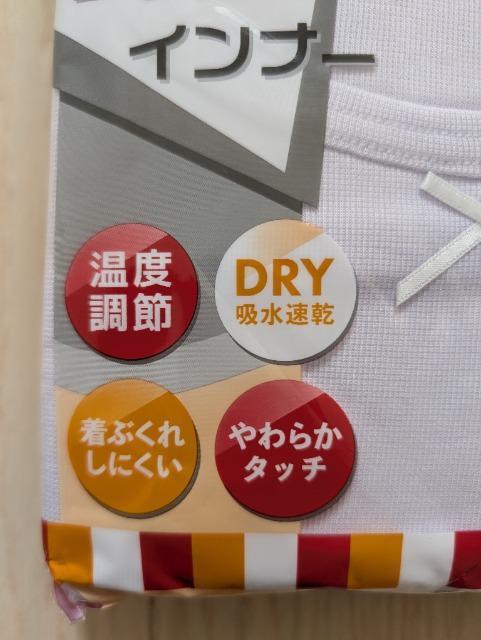 インナー
温度
調節
DRY
吸水速乾
着ぶくれ
しにくい
やわらか
タッチ